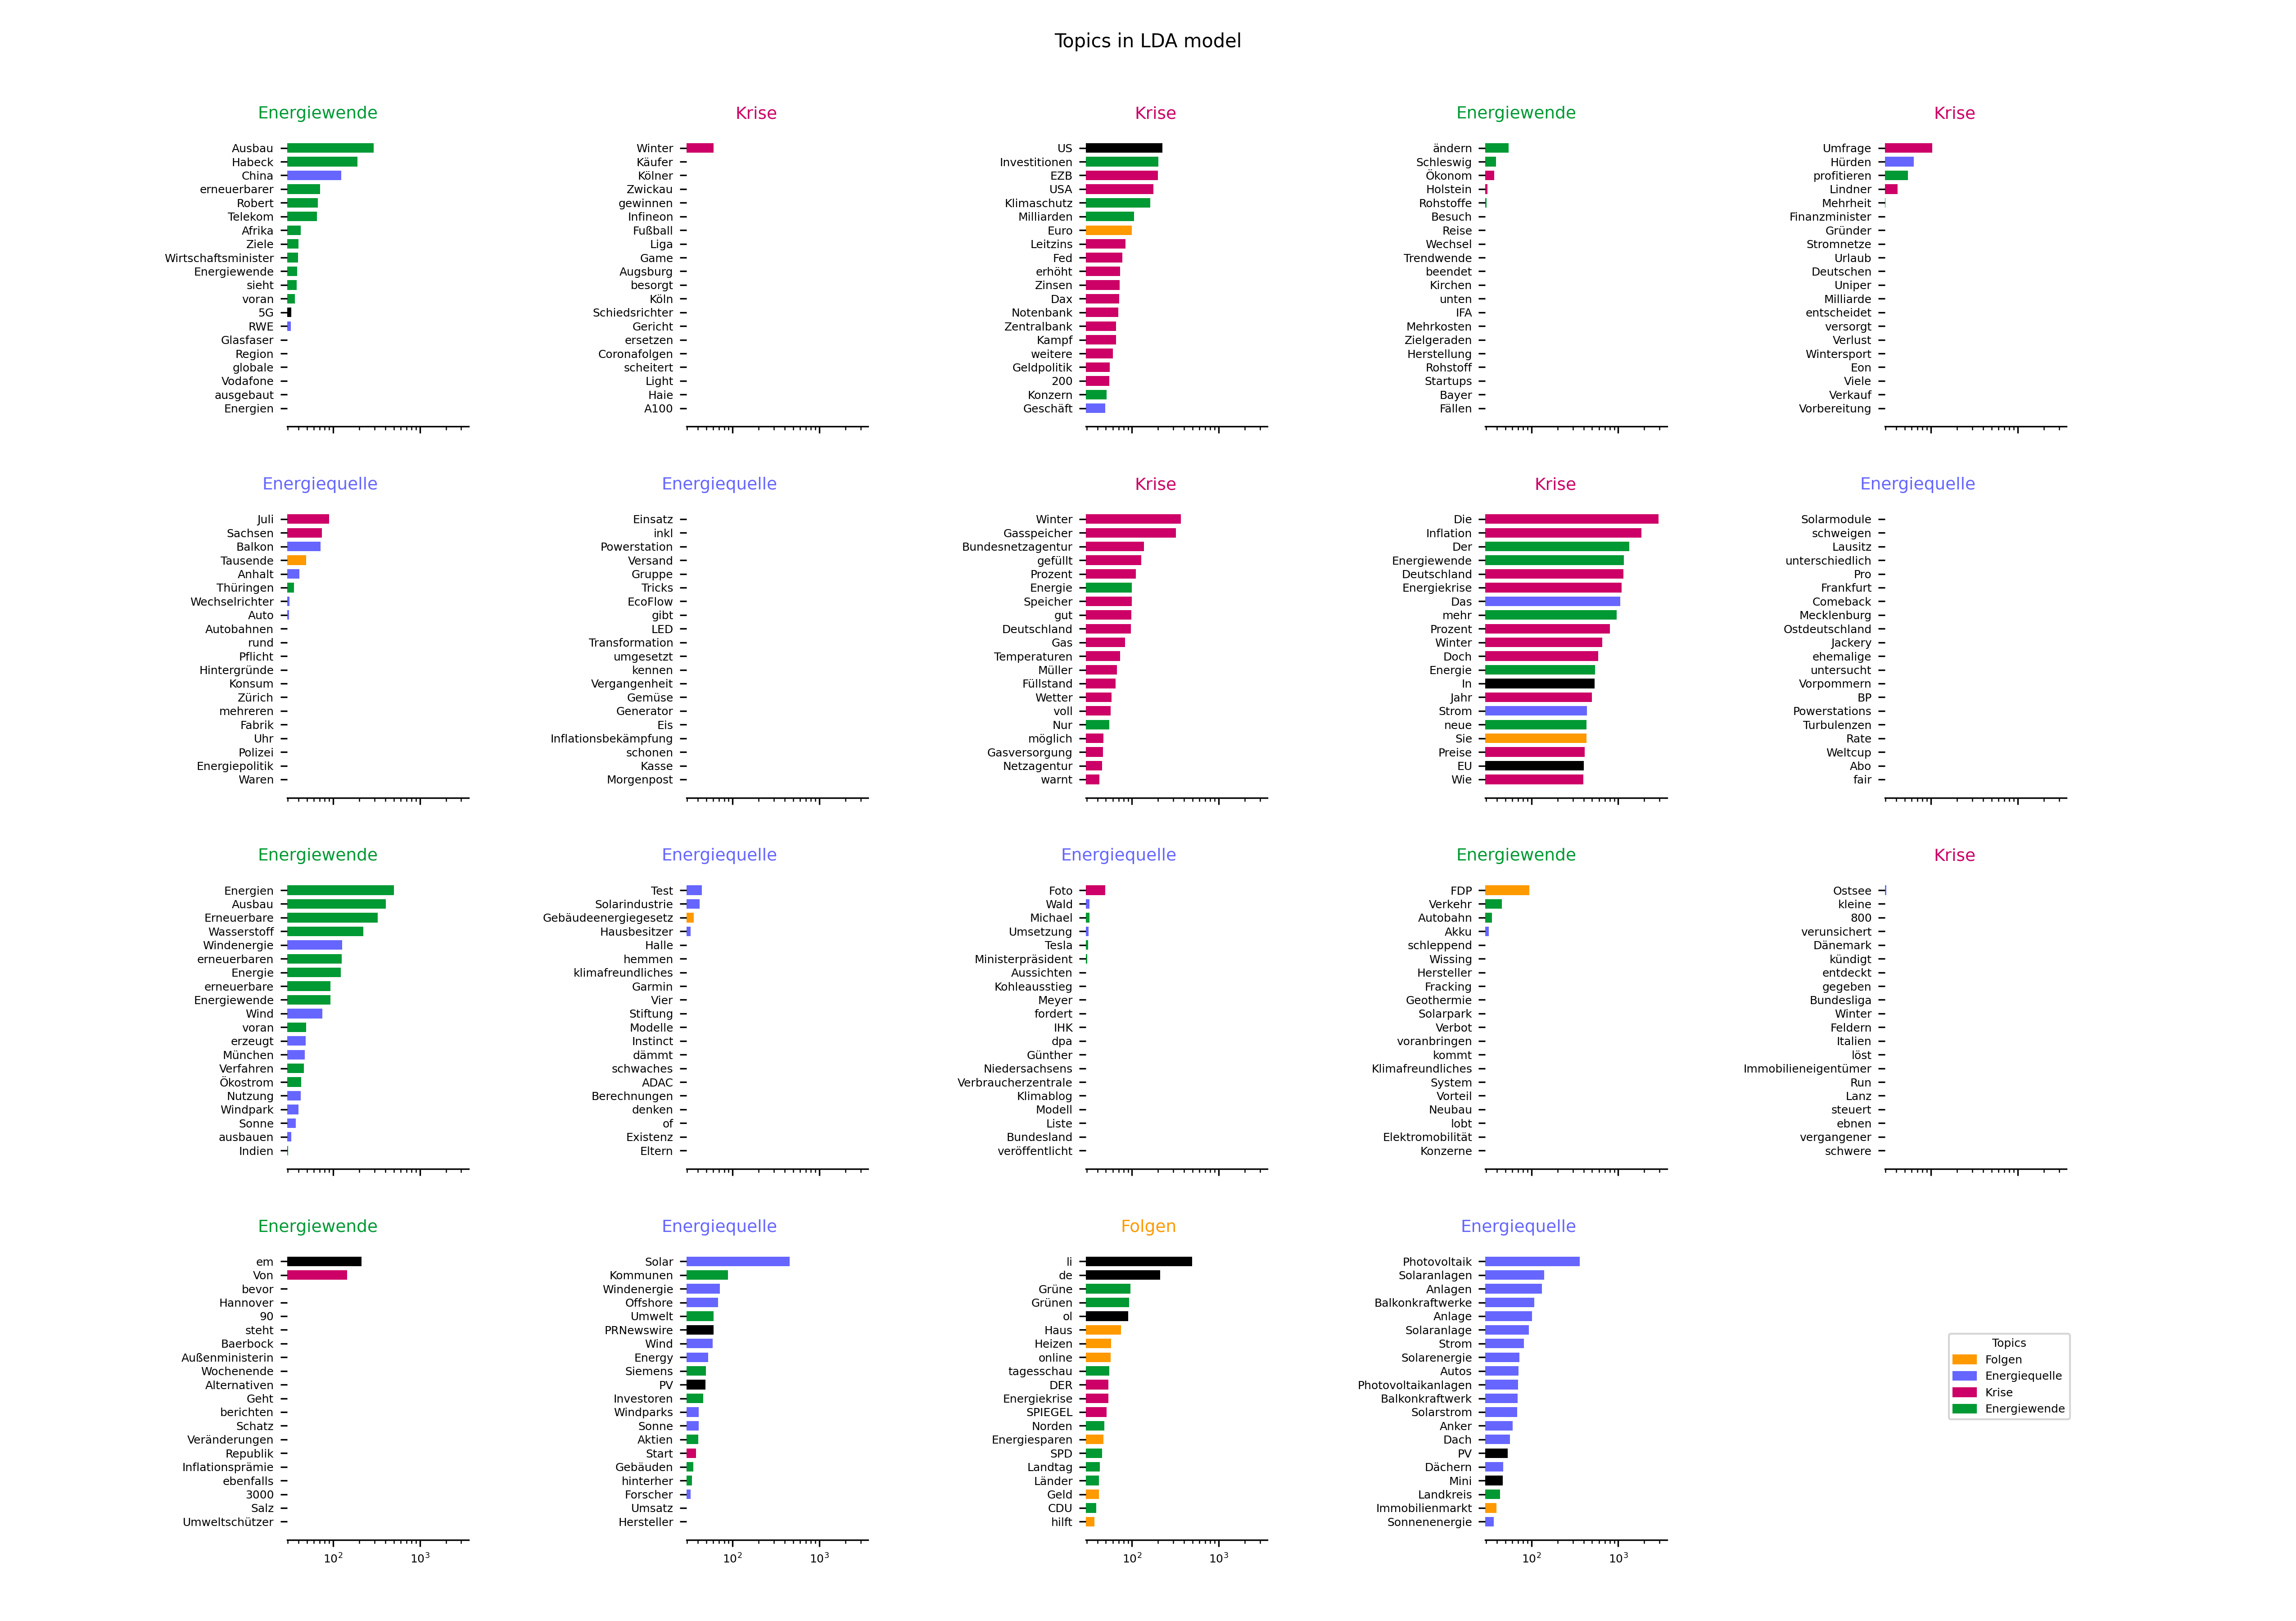 Topics in LDA model
Energiewende
Ausbau
Habeck
China
erneuerbarer
Robert
Telekom
Afrika
Ziele
Wirtschaftsminister
Energiewende
sieht
voran
5G
RWE
Glasfaser
Region
globale
Vodafone
ausgebaut
Energien
Krise
Winter
Käufer
Kölner
Zwickau
gewinnen
Infineon
Fußball
Liga
Game
Augsburg
besorgt
Köln
Schiedsrichter
Gericht
ersetzen
Coronafolgen
scheitert
Light
Haie
A100
Krise
US
Investitionen
EZB
USA
Klimaschutz
Milliarden
Euro
Leitzins
Fed
erhöht
Zinsen
Dax
Notenbank
Zentralbank
Kampf
weitere
Geldpolitik
200
Konzern
Geschäft
Energiewende
ändern
Schleswig
Ökonom
Holstein
Rohstoffe
Besuch
Reise
Wechsel
Trendwende
beendet
Kirchen
unten
IFA
Mehrkosten
Zielgeraden
Herstellung
Rohstoff
Startups
Bayer
Fällen
Krise
Umfrage
Hürden
profitieren
Lindner
Mehrheit
Finanzminister
Gründer
Stromnetze
Urlaub
Deutschen
Uniper
Milliarde
entscheidet
versorgt
Verlust
Wintersport
Eon
Viele
Verkauf
Vorbereitung
Energiequelle
Juli
Sachsen
Balkon
Tausende
Anhalt
Thüringen
Wechselrichter
Auto
Autobahnen
rund
Pflicht
Hintergründe
Konsum
Zürich
mehreren
Fabrik
Uhr
Polizei
Energiepolitik
Waren
Energiequelle
Einsatz
inkl
Powerstation
Versand
Gruppe
Tricks
EcoFlow
gibt
LED
Transformation
umgesetzt
kennen
Vergangenheit
Gemüse
Generator
Eis
Inflationsbekämpfung
schonen
Kasse
Morgenpost
Krise
Winter
Gasspeicher
Bundesnetzagentur
gefüllt
Prozent
Energie
Speicher
gut
Deutschland
Gas
Temperaturen
Müller
Füllstand
Wetter
voll
Nur
möglich
Gasversorgung
Netzagentur
warnt
Krise
Die
Inflation
Der
Energiewende
Deutschland
Energiekrise
Das
mehr
Prozent
Winter
Doch
Energie
In
Jahr
Strom
neue
Sie
Preise
EU
Wie
Energiequelle
Solarmodule
schweigen
Lausitz
unterschiedlich
Pro
Frankfurt
Comeback
Mecklenburg
Ostdeutschland
Jackery
ehemalige
untersucht
Vorpommern
BP
Powerstations
Turbulenzen
Rate
Weltcup
Abo
fair
Energiewende
Energien
Ausbau
Erneuerbare
Wasserstoff
Windenergie
erneuerbaren
Energie
erneuerbare
Energiewende
Wind
voran
erzeugt
München
Verfahren
Ökostrom
Nutzung
Windpark
Sonne
ausbauen
Indien
Energiequelle
Test
Solarindustrie
Gebäudeenergiegesetz
Hausbesitzer
Halle
hemmen
klimafreundliches
Garmin
Vier
Stiftung
Modelle
Instinct
dämmt
schwaches
ADAC
Berechnungen
denken
of
Existenz
Eltern
Energiequelle
Foto
Wald
Michael
Umsetzung
Tesla
Ministerpräsident
Aussichten
Kohleausstieg
Meyer
fordert
IHK
dpa
Günther
Niedersachsens
Verbraucherzentrale
Klimablog
Modell
Liste
Bundesland
veröffentlicht
Energiewende
FDP
Verkehr
Autobahn
Akku
schleppend
Wissing
Hersteller
Fracking
Geothermie
Solarpark
Verbot
voranbringen
kommt
Klimafreundliches
System
Vorteil
Neubau
lobt
Elektromobilität
Konzerne
Krise
Ostsee
kleine
800
verunsichert
Dänemark
kündigt
entdeckt
gegeben
Bundesliga
Winter
Feldern
Italien
löst
Immobilieneigentümer
Run
Lanz
steuert
ebnen
vergangener
schwere
Energiewende
em
Von
bevor
Hannover
90
steht
Baerbock
Außenministerin
Wochenende
Alternativen
Geht
berichten
Schatz
Veränderungen
Republik
Inflationsprämie
ebenfalls
3000
Salz
Umweltschützer
10² 10³
Energiequelle
Solar
Kommunen
Windenergie
Offshore
Umwelt
PRNewswire
Wind
Energy
Siemens
PV
Investoren
Windparks
Sonne
Aktien
Start
Gebäuden
hinterher
Forscher
Umsatz
Hersteller
10² 10³
Folgen
li
de
Grüne
Grünen
ol
Haus
Heizen
online
tagesschau
DER
Energiekrise
SPIEGEL
Norden
Energiesparen
SPD
Landtag
Länder
Geld
CDU
hilft
10² 10³
Energiequelle
Photovoltaik
Solaranlagen
Anlagen
Balkonkraftwerke
Anlage
Solaranlage
Strom
Solarenergie
Autos
Photovoltaikanlagen
Balkonkraftwerk
Solarstrom
Anker
Dach
PV
Dächern
Mini
Landkreis
Immobilienmarkt
Sonnenenergie
10² 10³
Topics
Folgen
Energiequelle
Krise
Energiewende